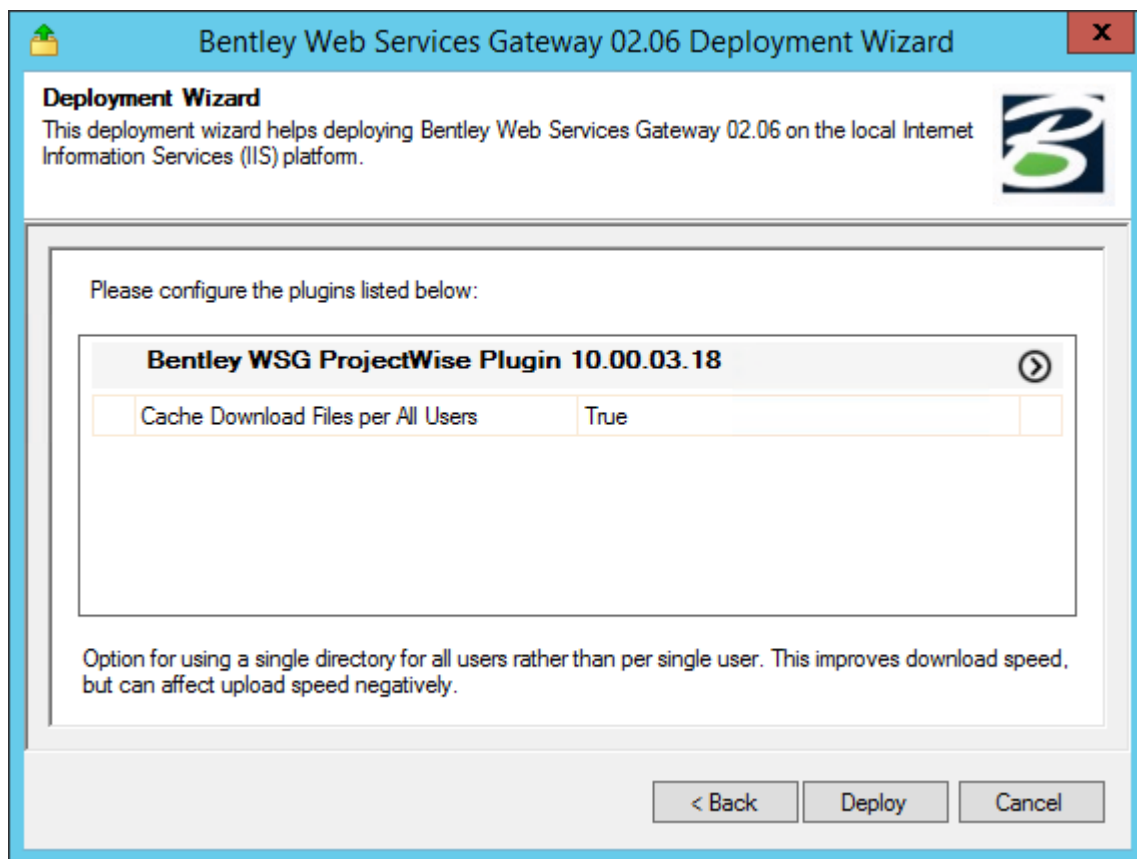 Bentley Web Services Gateway 02.06 Deployment Wizard
x
Deployment Wizard
This deployment wizard helps deploying Bentley Web Services Gateway 02.06 on the local Internet
Information Services (IIS) platform.
Please configure the plugins listed below:
Bentley WSG ProjectWise Plugin 10.00.03.18
Cache Download Files per All Users True
Option for using a single directory for all users rather than per single user. This improves download speed,
but can affect upload speed negatively.
< Back Deploy Cancel